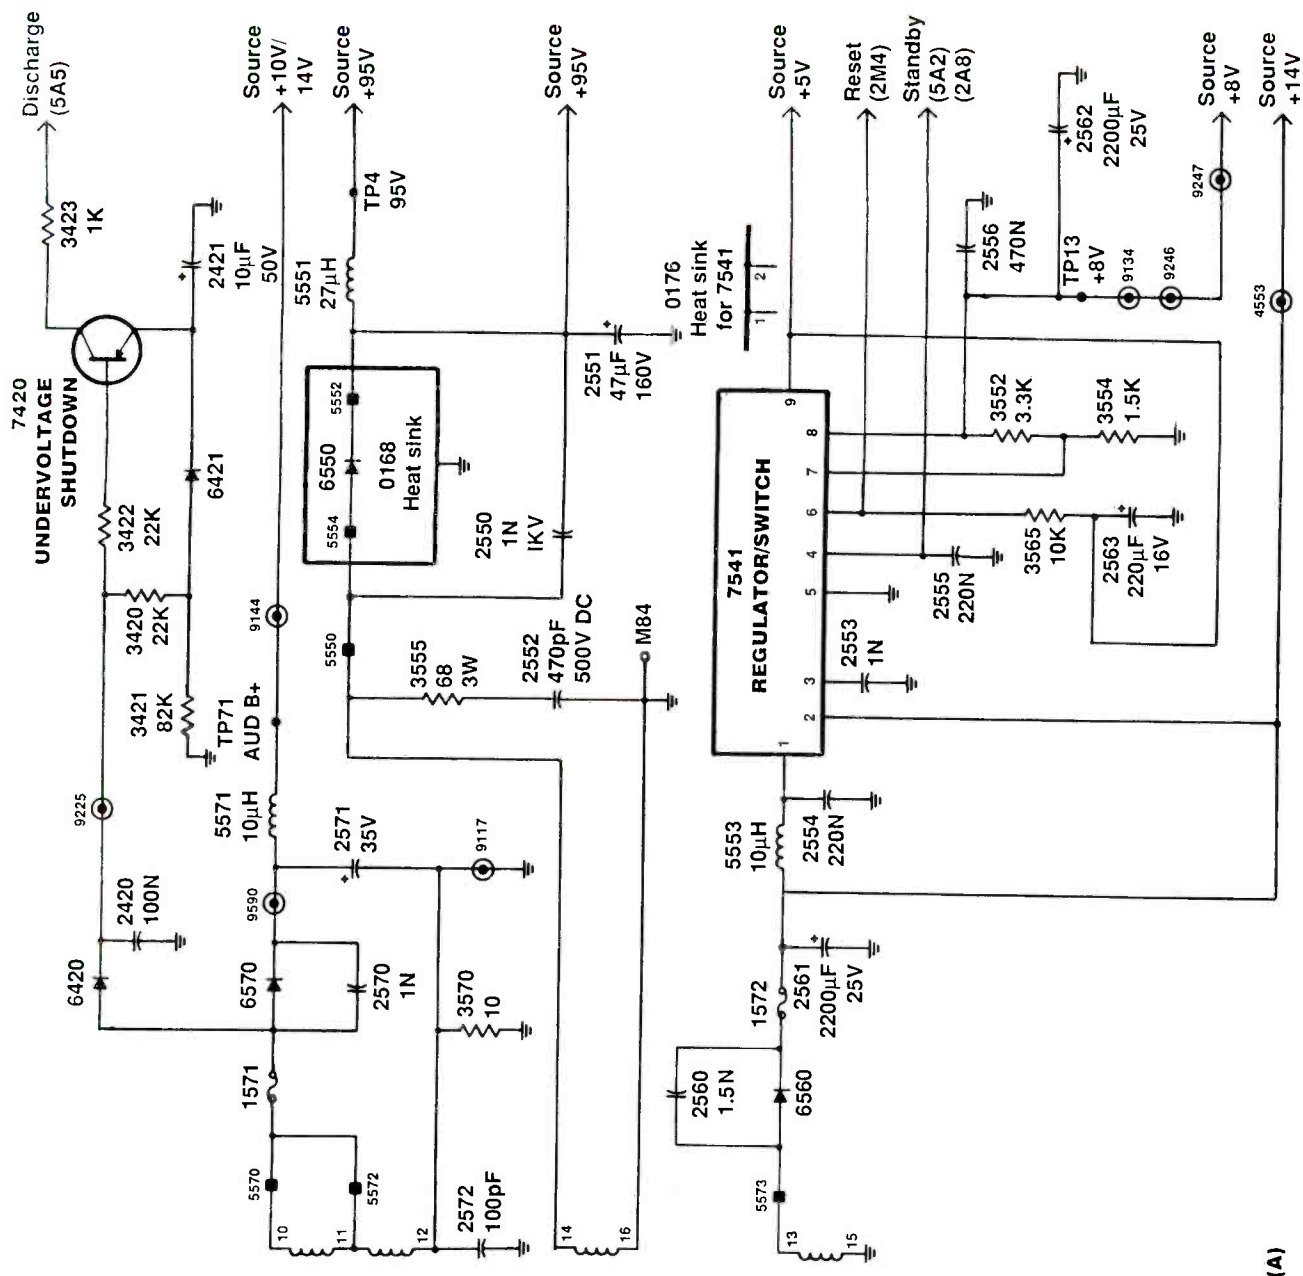 7420
UNDERVOLTAGE
SHUTDOWN
Discharge
(5A5)
3423
1K
2421
10µF
50V
6421
3422
22K
3420
22K
3421
82K
9225
2420
100N
6420
Source
+10V/
14V
9144
TP71
AUD B+
5571
10µH
2571
35V
9117
9590
6570
2570
1N
3570
10
1571
5570
5572
10
11
12
2572
100pF
Source
+95V
TP4
95V
5551
27µH
5552
6550
0168
Heat sink
5554
2550
1N
IKV
Source
+95V
2551
47µF
160V
5550
3555
68
3W
2552
470pF
500V DC
M84
14
16
0176
Heat sink
for 7541
1
2
Source
+5V
Reset
(2M4)
Standby
(5A2)
(2A8)
2562
2200µF
25V
2556
470N
TP13
+8V
9134
9246
9247
Source
+8V
Source
+14V
4553
7541
REGULATOR/SWITCH
1
2
3
5
4
6
7
8
9
3552
3.3K
3554
1.5K
3565
10K
2563
220µF
16V
2555
220N
2553
1N
5553
10µH
2554
220N
1572
2561
2200µF
25V
2560
1.5N
6560
5573
13
15
(A)